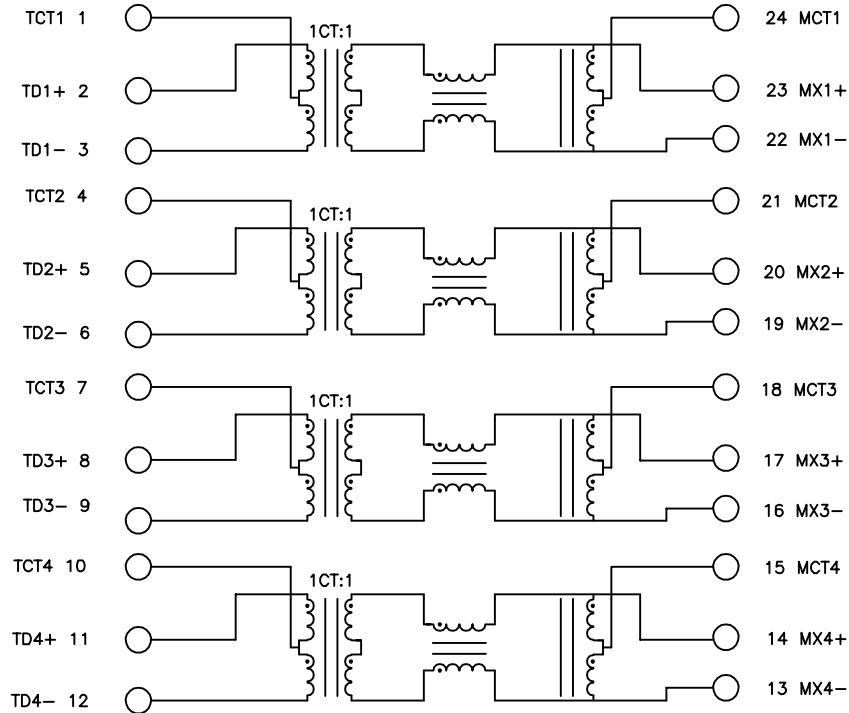 TCT1 1
24 MCT1
1CT:1
TD1+ 2
23 MX1+
TD1− 3
22 MX1−
TCT2 4
21 MCT2
1CT:1
TD2+ 5
20 MX2+
TD2− 6
19 MX2−
TCT3 7
18 MCT3
1CT:1
TD3+ 8
17 MX3+
TD3− 9
16 MX3−
TCT4 10
15 MCT4
1CT:1
TD4+ 11
14 MX4+
TD4− 12
13 MX4−